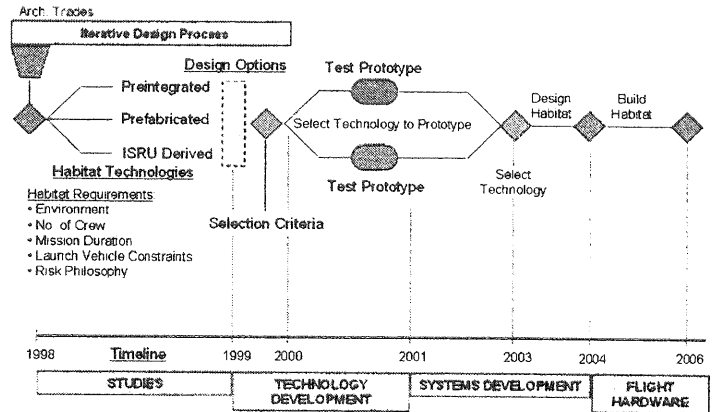 Arch. Trades
Iterative Design Process
Design Options
Test Prototype
Preintegrated
Prefabricated
ISRU Derived
Select Technology to Prototype
Design
Habitat
Build
Habitat
Habitat Technologies
Test Prototype
Select
Technology
Habitat Requirements:
• Environment
• No. of Crew
• Mission Duration
• Launch Vehicle Constraints
• Risk Philosophy
Selection Criteria
1998 Timeline 1999 2000 2001 2003 2004 2006
STUDIES
TECHNOLOGY
DEVELOPMENT
SYSTEMS DEVELOPMENT
FLIGHT
HARDWARE